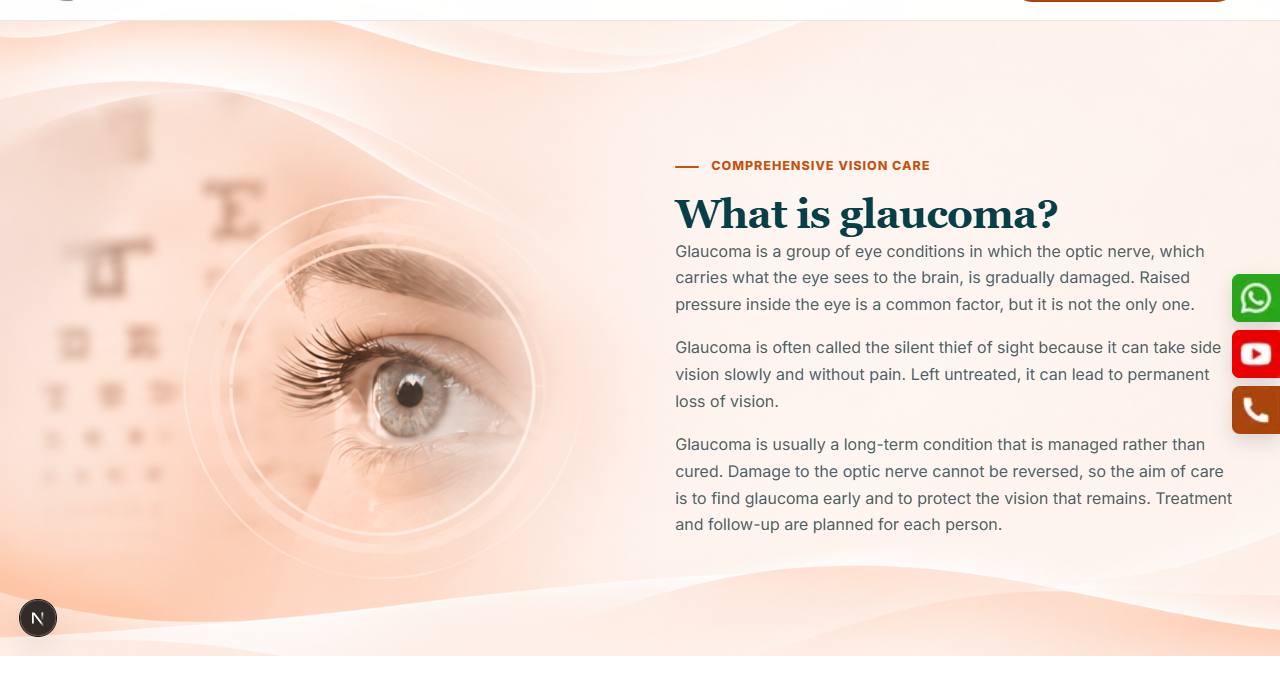 COMPREHENSIVE VISION CARE
What is glaucoma?
Glaucoma is a group of eye conditions in which the optic nerve, which
carries what the eye sees to the brain, is gradually damaged. Raised
pressure inside the eye is a common factor, but it is not the only one.
Glaucoma is often called the silent thief of sight because it can take side
vision slowly and without pain. Left untreated, it can lead to permanent
loss of vision.
Glaucoma is usually a long-term condition that is managed rather than
cured. Damage to the optic nerve cannot be reversed, so the aim of care
is to find glaucoma early and to protect the vision that remains. Treatment
and follow-up are planned for each person.
N